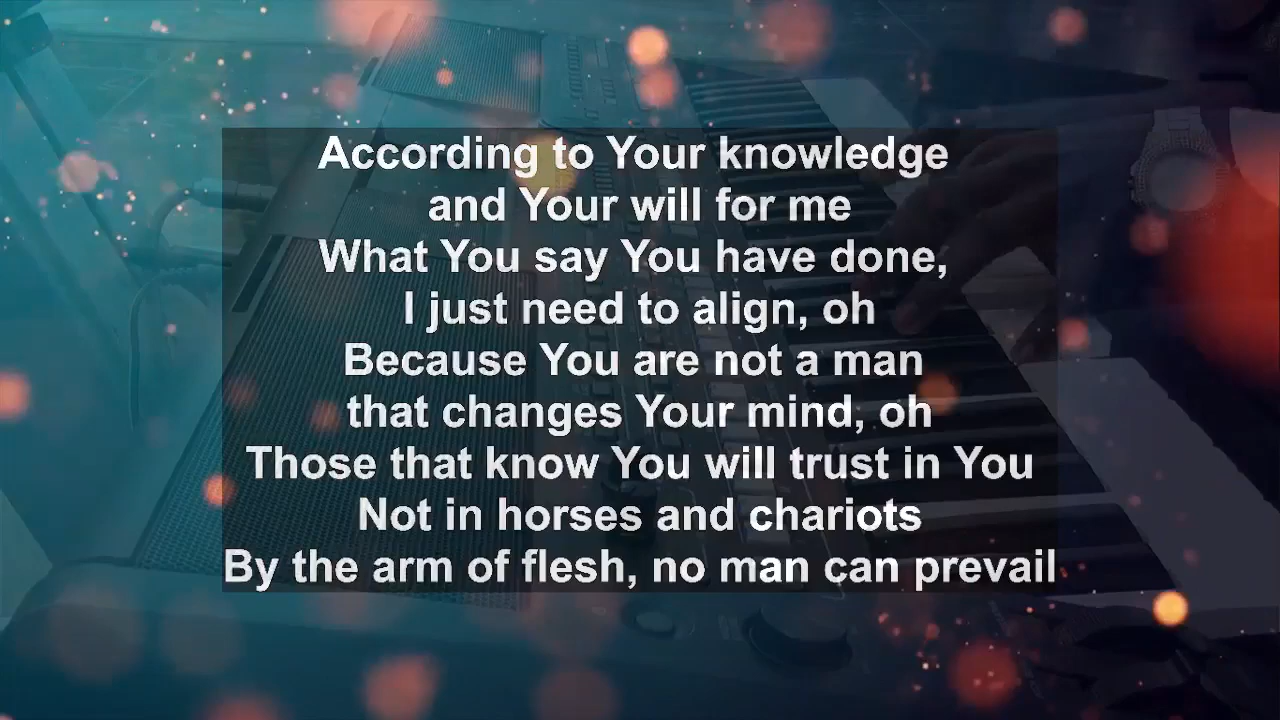 According to Your knowledge
and Your will for me
What You say You have done,
I just need to align, oh
Because You are not a man
that changes Your mind, oh
Those that know You will trust in You
Not in horses and chariots
By the arm of flesh, no man can prevail